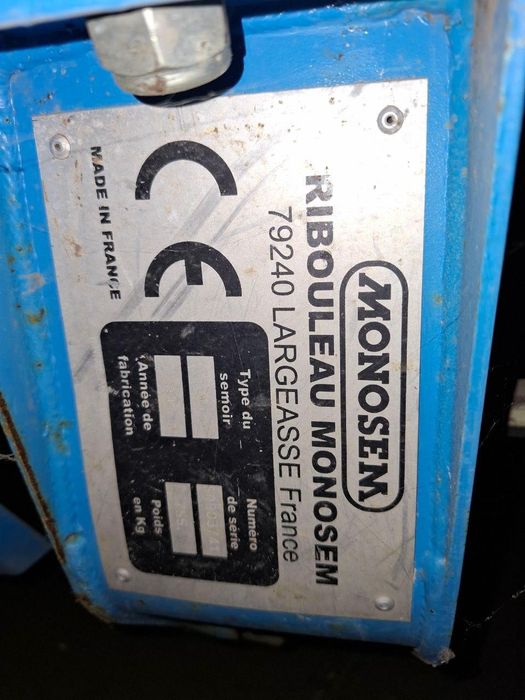 MONOSEM
RIBOULEAU MONOSEM
79240 LARGEASSE France
CE
Type du
semoir
Numéro
de série
Année de
fabrication
Poids
en Kg
MADE IN FRANCE